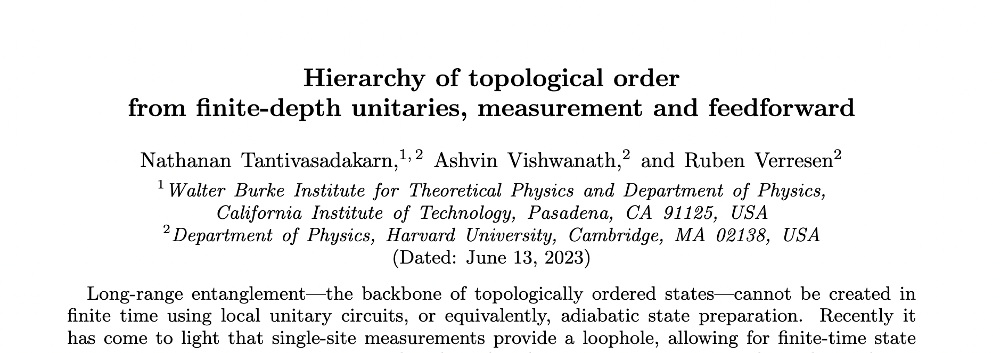 Hierarchy of topological order
from finite-depth unitaries, measurement and feedforward
Nathanan Tantivasadakarn,1, 2 Ashvin Vishwanath,2 and Ruben Verresen2
1 Walter Burke Institute for Theoretical Physics and Department of Physics,
California Institute of Technology, Pasadena, CA 91125, USA
2 Department of Physics, Harvard University, Cambridge, MA 02138, USA
(Dated: June 13, 2023)
Long-range entanglement—the backbone of topologically ordered states—cannot be created in
finite time using local unitary circuits, or equivalently, adiabatic state preparation. Recently it
has come to light that single-site measurements provide a loophole, allowing for finite-time state